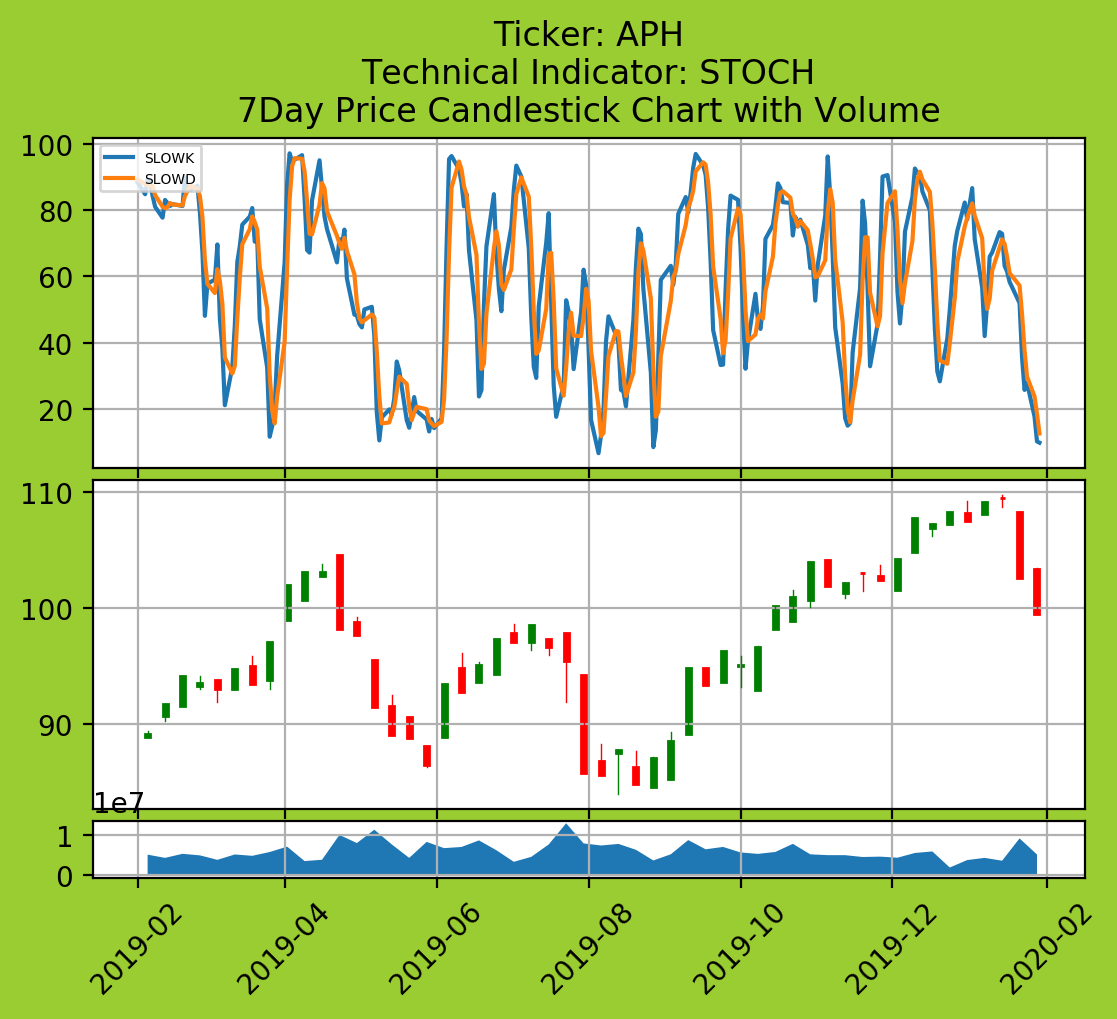 Ticker: APH
Technical Indicator: STOCH
7Day Price Candlestick Chart with Volume
100
80
60
40
20
SLOWK
SLOWD
110
100
90
1e7
1
0
2019-02
2019-04
2019-06
2019-08
2019-10
2019-12
2020-02